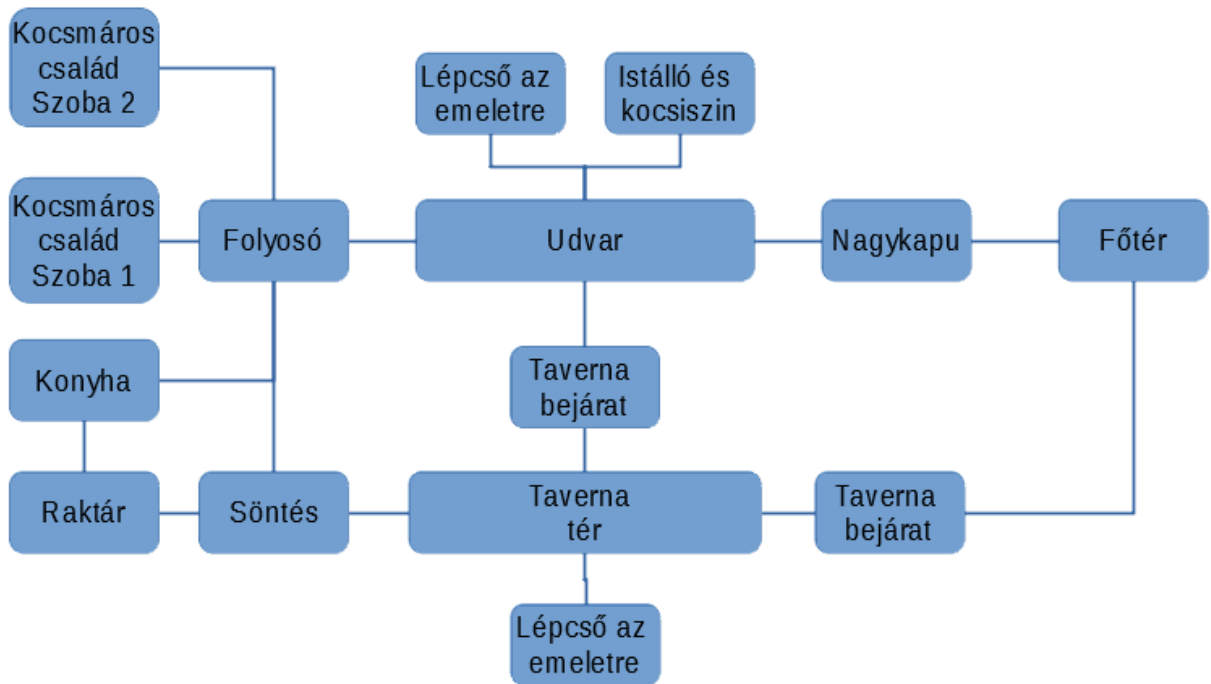 Kocsmáros
család
Szoba 2
Lépcső az
emeletre
Istálló és
kocsiszin
Kocsmáros
család
Szoba 1
Folyosó
Udvar
Nagykapu
Főtér
Konyha
Taverna
bejárat
Raktár
Söntés
Taverna
tér
Taverna
bejárat
Lépcső az
emeletre